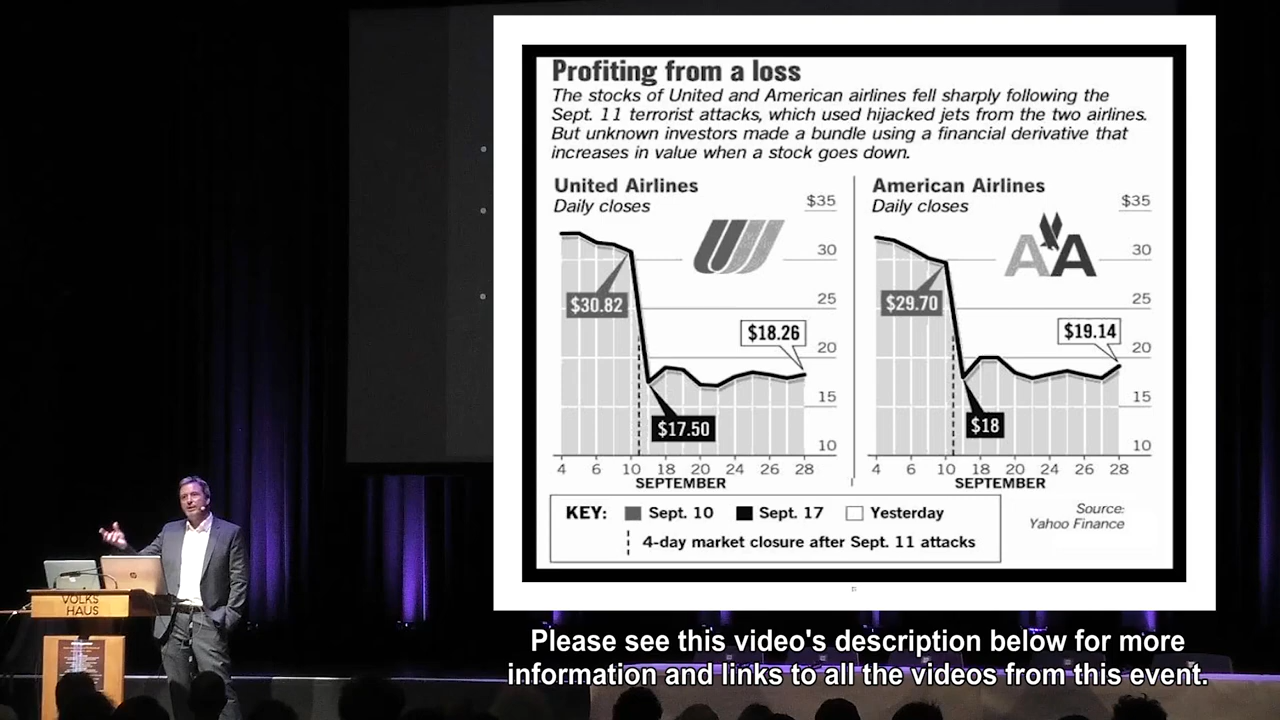 Profiting from a loss
The stocks of United and American airlines fell sharply following the
Sept. 11 terrorist attacks, which used hijacked jets from the two airlines.
But unknown investors made a bundle using a financial derivative that
increases in value when a stock goes down.
United Airlines
Daily closes
$35
30
25
20
15
10
$30.82
$18.26
$17.50
4 6 10 18 20 24 26 28
SEPTEMBER
American Airlines
Daily closes
AA
$35
30
25
20
15
10
$29.70
$19.14
$18
4 6 10 18 20 24 26 28
SEPTEMBER
KEY: Sept. 10 Sept. 17 Yesterday
4-day market closure after Sept. 11 attacks
Source:
Yahoo Finance
VOLKS
HAUS
Please see this video's description below for more
information and links to all the videos from this event.